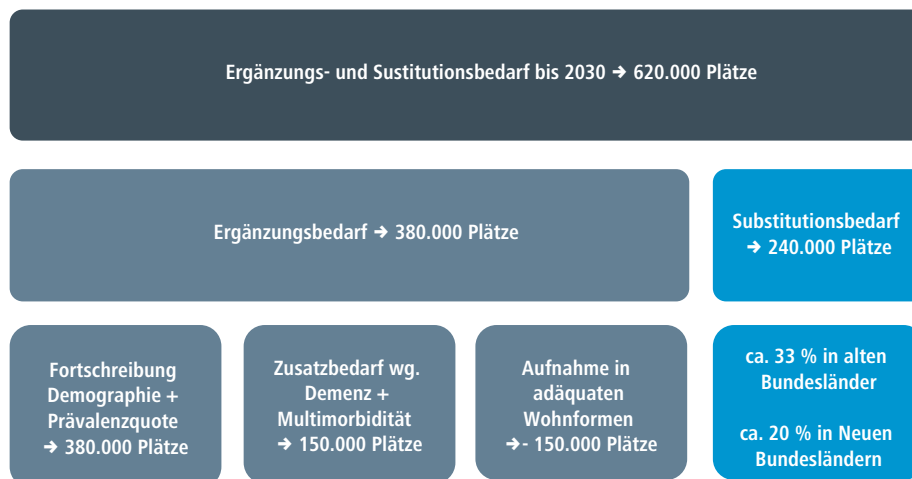 Ergänzungs- und Sustitutionsbedarf bis 2030 → 620.000 Plätze
Ergänzungsbedarf → 380.000 Plätze
Substitutionsbedarf
→ 240.000 Plätze
Fortschreibung
Demographie +
Prävalenzquote
→ 380.000 Plätze
Zusatzbedarf wg.
Demenz +
Multimorbidität
→ 150.000 Plätze
Aufnahme in
adäquaten
Wohnformen
→- 150.000 Plätze
ca. 33 % in alten
Bundesländer
ca. 20 % in Neuen
Bundesländern